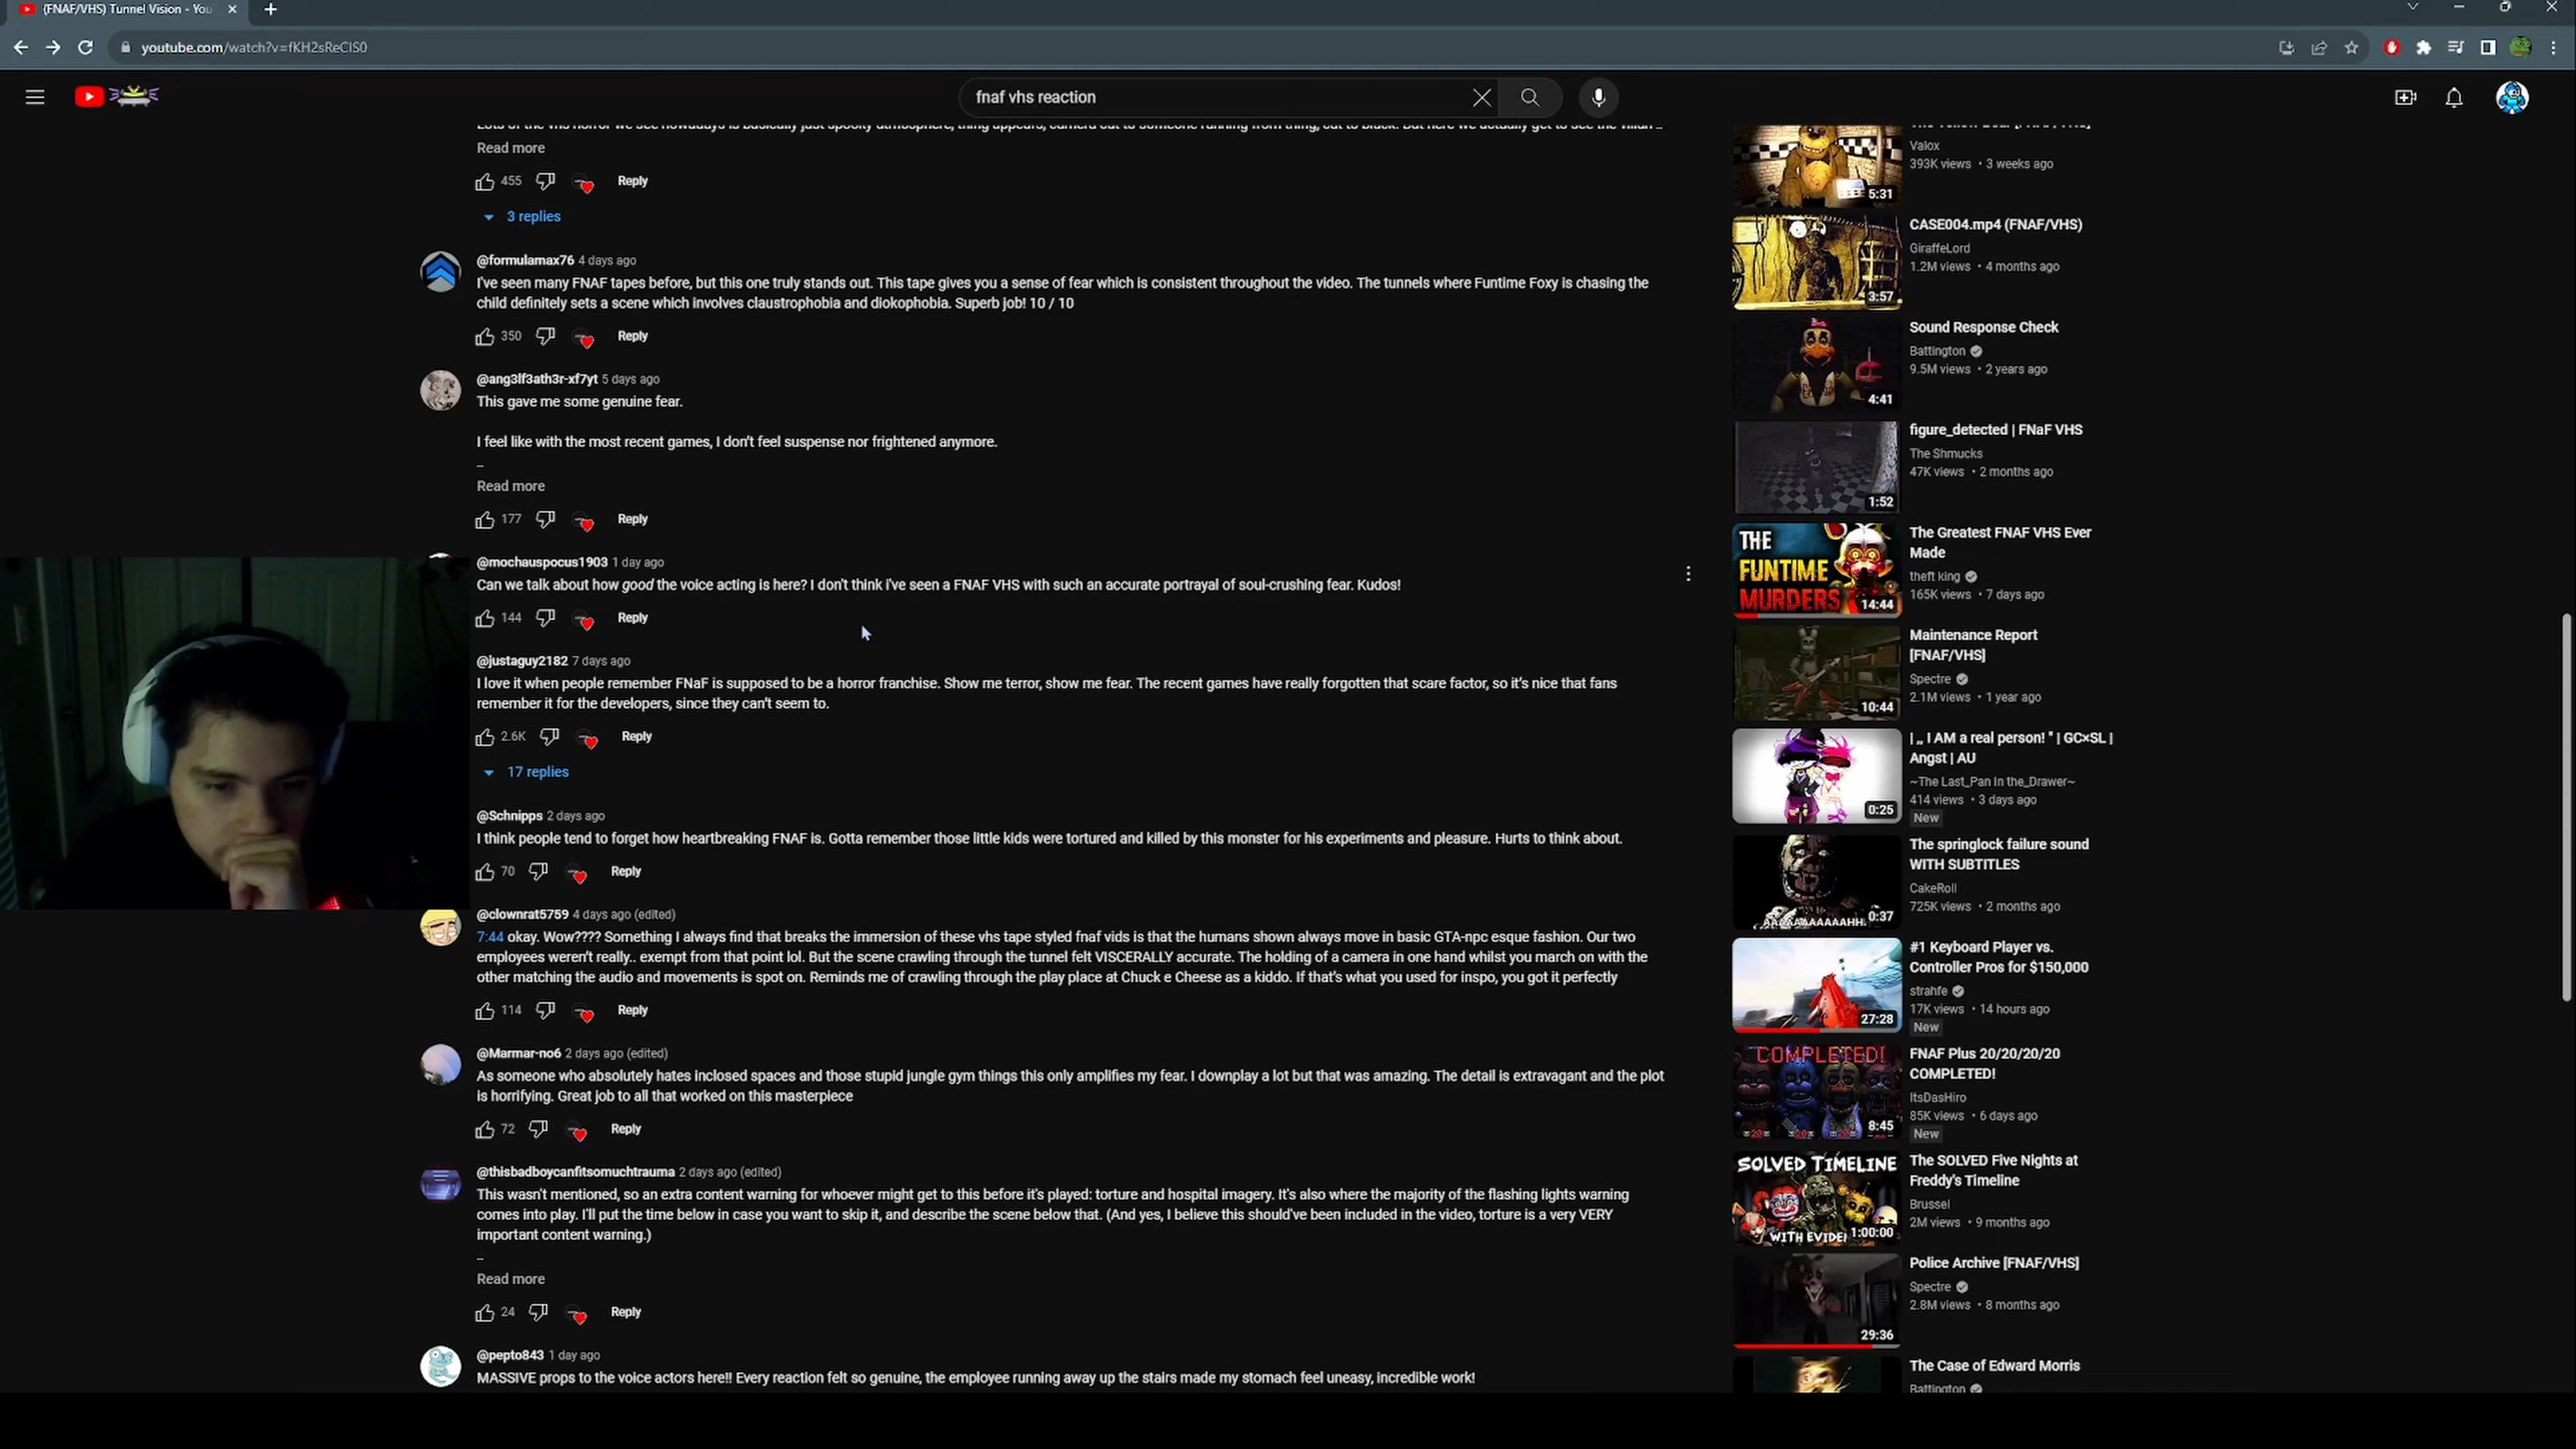 (FNAF/VHS) Tunnel Vision - You
youtube.com/watch?v=fKH2sReClS0
fnaf vhs reaction
Lots of the vhs horror we see nowadays is basically just spooky atmosphere, thing appears, camera cut to someone running from thing, cut to black. But here we actually get to see the villain ...
Read more
455
Reply
3 replies
@formulamax76 4 days ago
I've seen many FNAF tapes before, but this one truly stands out. This tape gives you a sense of fear which is consistent throughout the video. The tunnels where Funtime Foxy is chasing the
child definitely sets a scene which involves claustrophobia and diokophobia. Superb job! 10 / 10
350
Reply
@ang3lf3ath3r-xf7yt 5 days ago
This gave me some genuine fear.
I feel like with the most recent games, I don't feel suspense nor frightened anymore.
...
Read more
177
Reply
@mochauspocus1903 1 day ago
Can we talk about how good the voice acting is here? I don't think I've seen a FNAF VHS with such an accurate portrayal of soul-crushing fear. Kudos!
144
Reply
@justaguy2182 7 days ago
I love it when people remember FNaF is supposed to be a horror franchise. Show me terror, show me fear. The recent games have really forgotten that scare factor, so it's nice that fans
remember it for the developers, since they can't seem to.
2.6K
Reply
17 replies
@Schnipps 2 days ago
I think people tend to forget how heartbreaking FNAF is. Gotta remember those little kids were tortured and killed by this monster for his experiments and pleasure. Hurts to think about.
70
Reply
@clownrat5759 4 days ago (edited)
7:44 okay. Wow???? Something I always find that breaks the immersion of these vhs tape styled fnaf vids is that the humans shown always move in basic GTA-npc esque fashion. Our two
employees weren't really.. exempt from that point lol. But the scene crawling through the tunnel felt VISCERALLY accurate. The holding of a camera in one hand whilst you march on with the
other matching the audio and movements is spot on. Reminds me of crawling through the play place at Chuck e Cheese as a kiddo. If that's what you used for inspo, you got it perfectly
114
Reply
@Marmar-no6 2 days ago (edited)
As someone who absolutely hates inclosed spaces and those stupid jungle gym things this only amplifies my fear. I downplay a lot but that was amazing. The detail is extravagant and the plot
is horrifying. Great job to all that worked on this masterpiece
72
Reply
@thisbadboycanfitsomuchtrauma 2 days ago (edited)
This wasn't mentioned, so an extra content warning for whoever might get to this before it's played: torture and hospital imagery. It's also where the majority of the flashing lights warning
comes into play. I'll put the time below in case you want to skip it, and describe the scene below that. (And yes, I believe this should've been included in the video, torture is a very VERY
important content warning.)
...
Read more
24
Reply
@pepto843 1 day ago
MASSIVE props to the voice actors here!! Every reaction felt so genuine, the employee running away up the stairs made my stomach feel uneasy, incredible work!
Valox
393K views • 3 weeks ago
5:31
CASE004.mp4 (FNAF/VHS)
GiraffeLord
1.2M views • 4 months ago
3:57
Sound Response Check
Battington
9.5M views • 2 years ago
4:41
figure_detected | FNaF VHS
The Shmucks
47K views • 2 months ago
1:52
THE
FUNTIME
MURDERS
14:44
The Greatest FNAF VHS Ever
Made
theft king
165K views • 7 days ago
Maintenance Report
[FNAF/VHS]
Spectre
2.1M views • 1 year ago
10:44
| ,, I AM a real person! " | GC×SL |
Angst | AU
~The Last_Pan In the_Drawer~
414 views • 3 days ago
New
0:25
The springlock failure sound
WITH SUBTITLES
CakeRoll
725K views • 2 months ago
0:37
#1 Keyboard Player vs.
Controller Pros for $150,000
strahfe
17K views • 14 hours ago
New
27:28
COMPLETED!
FNAF Plus 20/20/20/20
COMPLETED!
ItsDasHiro
85K views • 6 days ago
New
8:45
SOLVED TIMELINE
WITH EVIDE
1:00:00
The SOLVED Five Nights at
Freddy's Timeline
Brussel
2M views • 9 months ago
Police Archive [FNAF/VHS]
Spectre
2.8M views • 8 months ago
29:36
The Case of Edward Morris
Battington